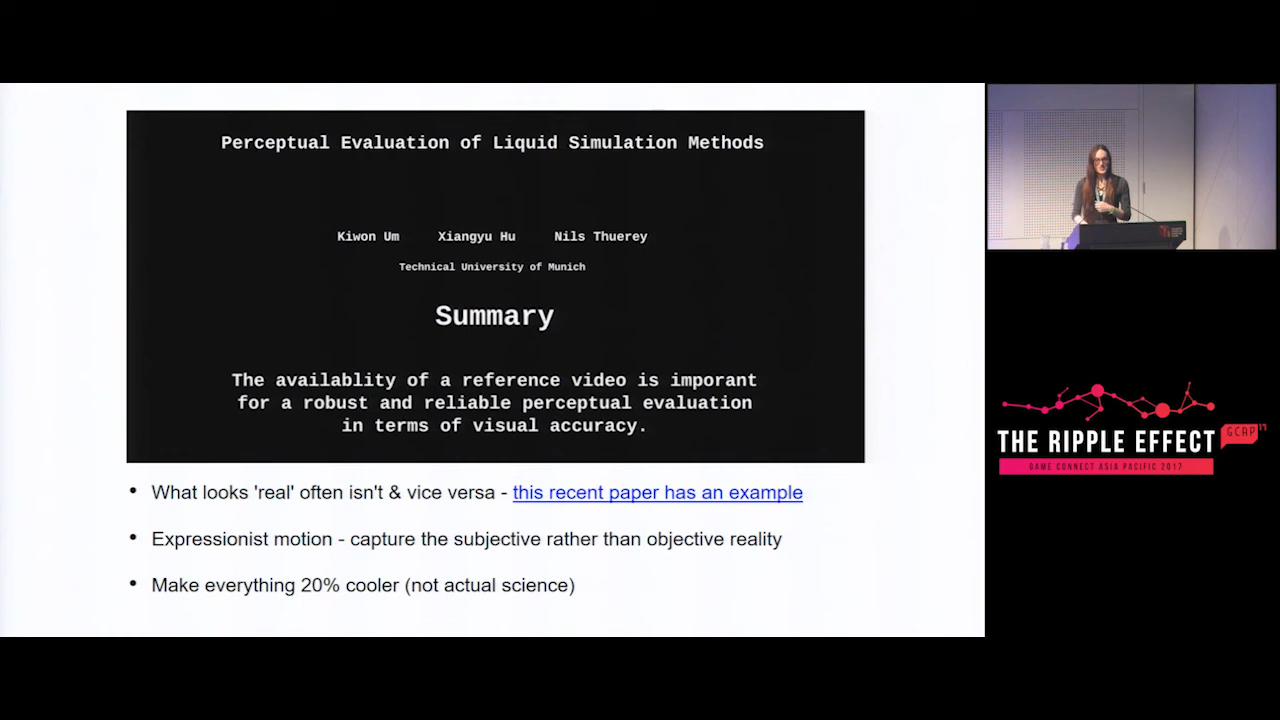 Perceptual Evaluation of Liquid Simulation Methods
Kiwon Um Xiangyu Hu Nils Thuerey
Technical University of Munich
Summary
The availablity of a reference video is imporant
for a robust and reliable perceptual evaluation
in terms of visual accuracy.
• What looks 'real' often isn't & vice versa - this recent paper has an example
• Expressionist motion - capture the subjective rather than objective reality
• Make everything 20% cooler (not actual science)
THE RIPPLE EFFECT
GCAP 17
GAME CONNECT ASIA PACIFIC 2017